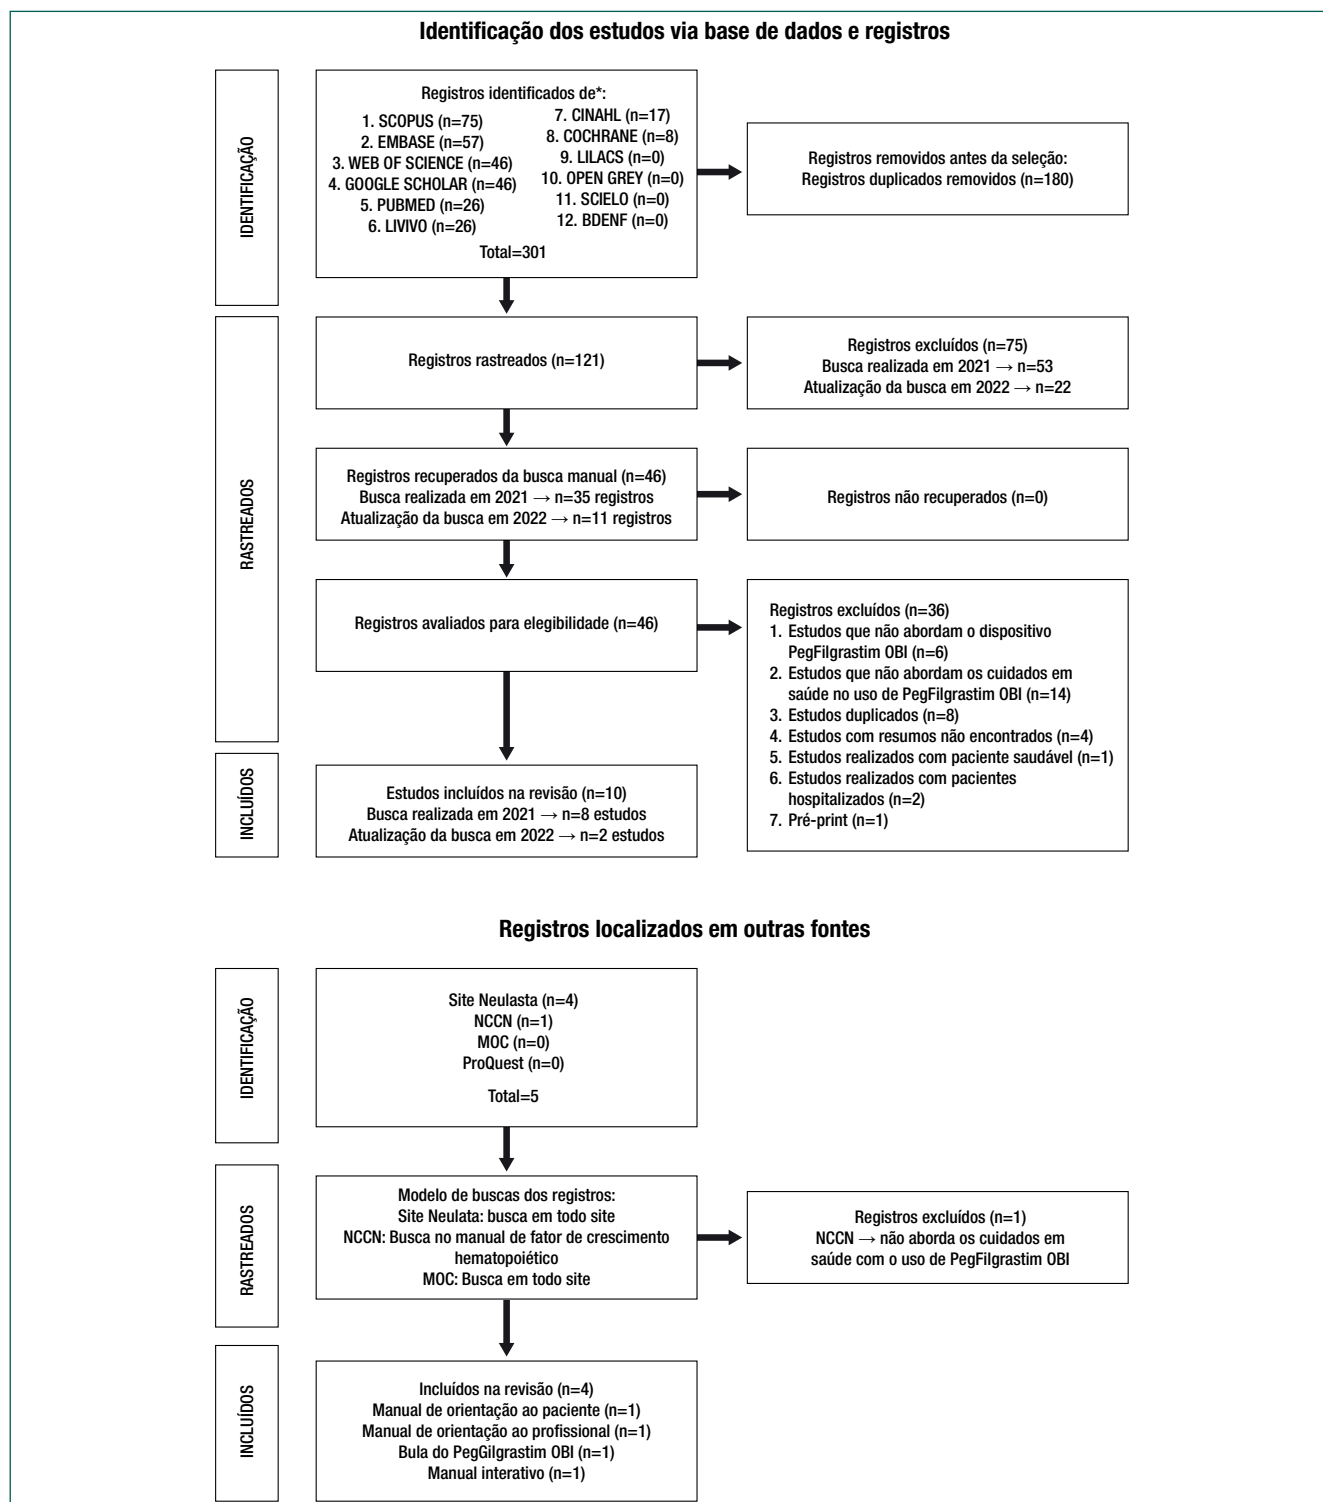 Identificação dos estudos via base de dados e registros
IDENTIFICAÇÃO
Registros identificados de*:
1. SCOPUS (n=75)
2. EMBASE (n=57)
3. WEB OF SCIENCE (n=46)
4. GOOGLE SCHOLAR (n=46)
5. PUBMED (n=26)
6. LIVIVO (n=26)
7. CINAHL (n=17)
8. COCHRANE (n=8)
9. LILACS (n=0)
10. OPEN GREY (n=0)
11. SCIELO (n=0)
12. BDENF (n=0)
Total=301
Registros removidos antes da seleção:
Registros duplicados removidos (n=180)
RASTREADOS
Registros rastreados (n=121)
Registros excluídos (n=75)
Busca realizada em 2021 → n=53
Atualização da busca em 2022 → n=22
Registros recuperados da busca manual (n=46)
Busca realizada em 2021 → n=35 registros
Atualização da busca em 2022 → n=11 registros
Registros não recuperados (n=0)
Registros avaliados para elegibilidade (n=46)
Registros excluídos (n=36)
1. Estudos que não abordam o dispositivo
PegFilgrastim OBI (n=6)
2. Estudos que não abordam os cuidados em
saúde no uso de PegFilgrastim OBI (n=14)
3. Estudos duplicados (n=8)
4. Estudos com resumos não encontrados (n=4)
5. Estudos realizados com paciente saudável (n=1)
6. Estudos realizados com pacientes
hospitalizados (n=2)
7. Pré-print (n=1)
INCLUÍDOS
Estudos incluídos na revisão (n=10)
Busca realizada em 2021 → n=8 estudos
Atualização da busca em 2022 → n=2 estudos
Registros localizados em outras fontes
IDENTIFICAÇÃO
Site Neulasta (n=4)
NCCN (n=1)
MOC (n=0)
ProQuest (n=0)
Total=5
RASTREADOS
Modelo de buscas dos registros:
Site Neulata: busca em todo site
NCCN: Busca no manual de fator de crescimento
hematopoiético
MOC: Busca em todo site
Registros excluídos (n=1)
NCCN → não aborda os cuidados em
saúde com o uso de PegFilgrastim OBI
INCLUÍDOS
Incluídos na revisão (n=4)
Manual de orientação ao paciente (n=1)
Manual de orientação ao profissional (n=1)
Bula do PegGilgrastim OBI (n=1)
Manual interativo (n=1)